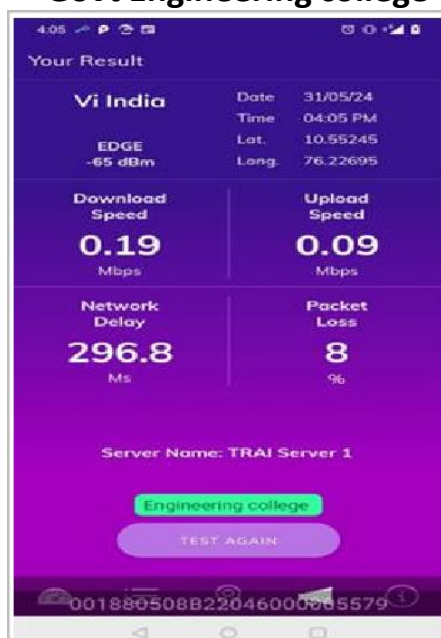 Govt Engineering college
4:05
Your Result
Vi India
EDGE
-65 dBm
Date 31/05/24
Time 04:05 PM
Lat. 10.55245
Long. 76.22695
Download
Speed
0.19
Mbps
Upload
Speed
0.09
Mbps
Network
Delay
296.8
Ms
Packet
Loss
8
%
Server Name: TRAI Server 1
Engineering college
TEST AGAIN